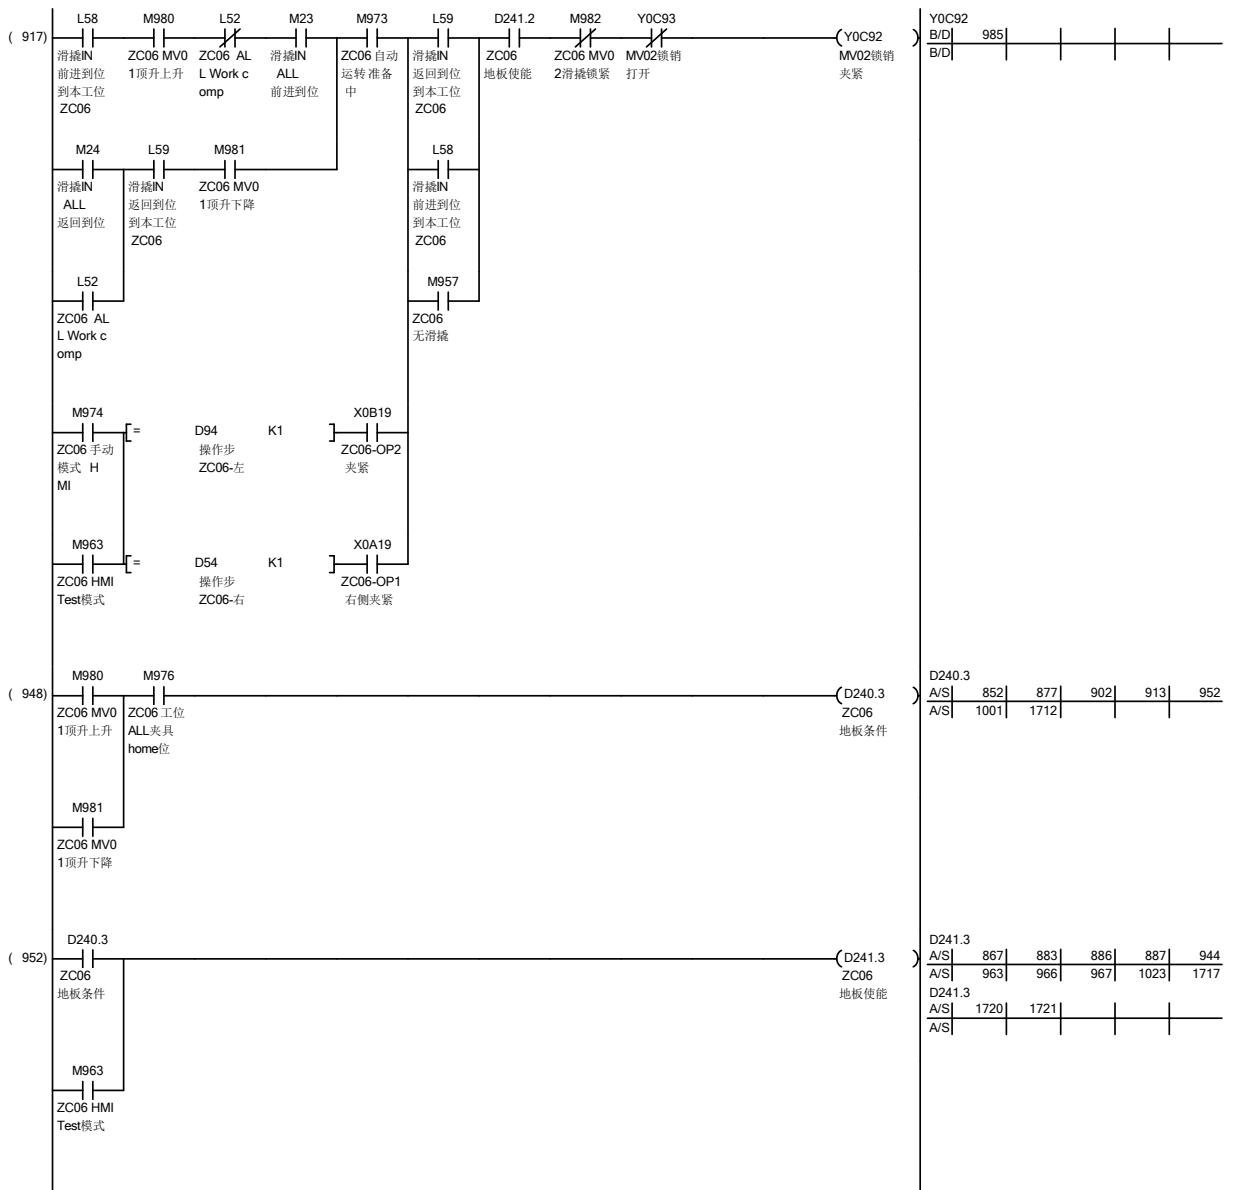 L58 M980 L52 M23 M973 L59 D241.2 M982 Y0C93 Y0C92
( 917) (Y0C92 ) B/D 985
滑撬IN ZC06 MV0 ZC06 AL 滑撬IN ZC06 自动 滑撬IN ZC06 ZC06 MV0 MV02锁销 MV02锁销 B/D
前进到位 1顶升上升 L Work c ALL 运转 准备 返回到位 地板使能 2滑撬锁紧 打开 夹紧
到本工位 omp 前进到位 中 到本工位
ZC06 ZC06
M24 L59 M981 L58
滑撬IN 滑撬IN ZC06 MV0 滑撬IN
ALL 返回到位 1顶升下降 前进到位
返回到位 到本工位 到本工位
ZC06 ZC06
L52 M957
ZC06 AL ZC06
L Work c 无滑撬
omp
M974 X0B19
[= D94 K1 ]
ZC06 手动 操作步 ZC06-OP2
模式 H ZC06-左 夹紧
MI
M963 X0A19
[= D54 K1 ]
ZC06 HMI 操作步 ZC06-OP1
Test模式 ZC06-右 右侧夹紧
M980 M976 D240.3
( 948) (D240.3 ) A/S 852 877 902 913 952
ZC06 MV0 ZC06 工位 ZC06 A/S 1001 1712
1顶升上升 ALL夹具 地板条件
home位
M981
ZC06 MV0
1顶升下降
D240.3 D241.3
( 952) (D241.3 ) A/S 867 883 886 887 944
ZC06 ZC06 A/S 963 966 967 1023 1717
地板条件 地板使能 D241.3
A/S 1720 1721
A/S
M963
ZC06 HMI
Test模式